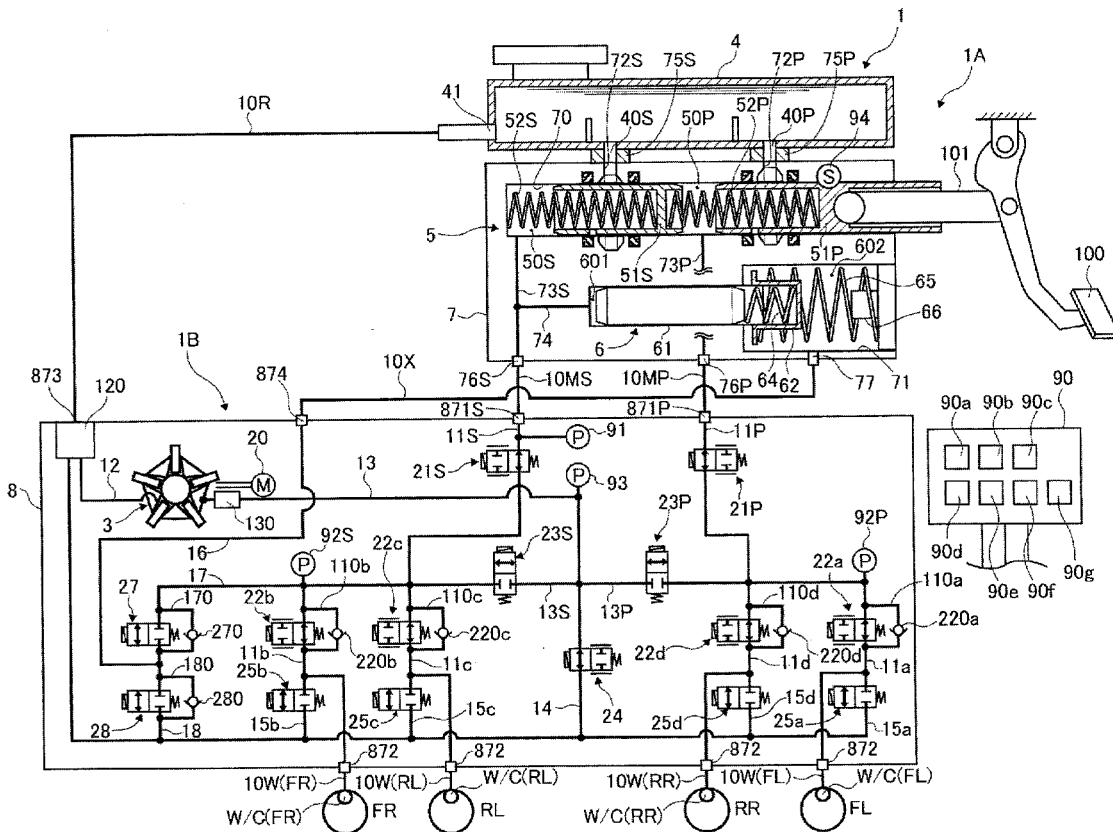 1
4
72S 75S 72P 75P 1A
41 10R
52S 70 40S 50P 52P 40P 94
S
101
5
50S 601 51S 73P 51P 602 100
73S 65
7 74 66
6 61 64 62 71
1B 10X 76S 10MS 10MP 76P 77
873 120 874 871S 871P 90
90a 90b 90c
11S P 91 11P
20 21S
12 M 13 P 93 21P
8
3 130 23P 92P
16 92S 23S P 90d 90e 90f 90g
P 22c
17 110b 22a 110a
27 22b 110c 13S 13P 110d
170
270 220c 220a
180 11b 220b 11c 22d 11d 220d 11a
25b 24
280
28 18 15b 25c 15c 14 25d 15d 25a 15a
872 872 872 872
10W(FR) 10W(RL) W/C(RL) 10W(RR) 10W(FL) W/C(FL)
W/C(FR) FR RL W/C(RR) RR FL